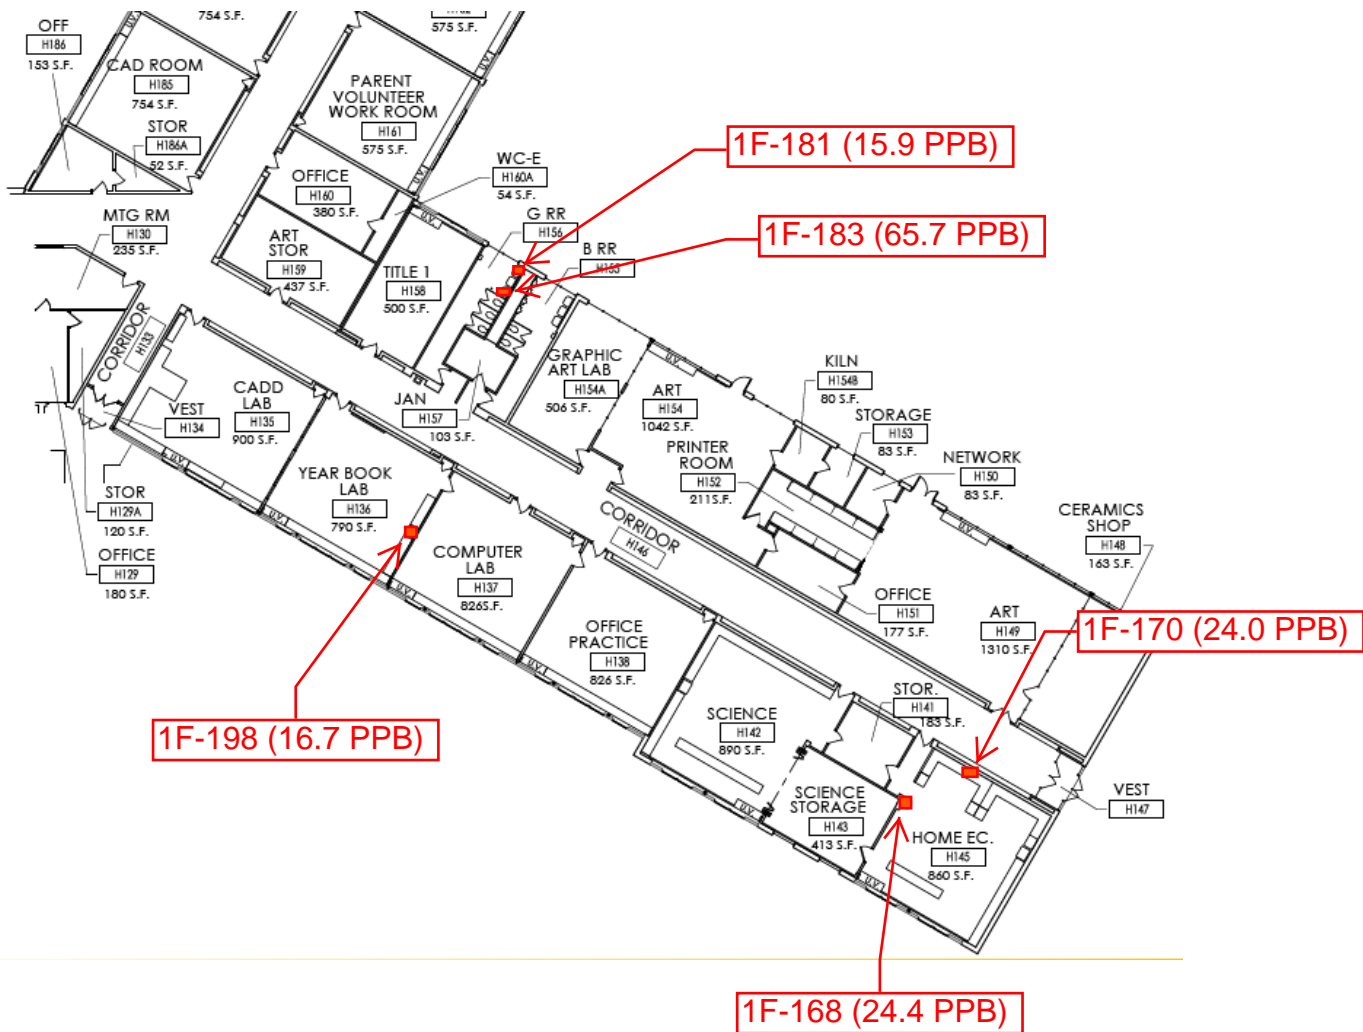 754 S.F.
575 S.F.
OFF
H186
153 S.F.
CAD ROOM
H185
754 S.F.
STOR
H186A
52 S.F.
PARENT
VOLUNTEER
WORK ROOM
H161
575 S.F.
1F-181 (15.9 PPB)
WC-E
H160A
54 S.F.
OFFICE
H160
380 S.F.
U.V.
G RR
H156
1F-183 (65.7 PPB)
MTG RM
H130
235 S.F.
ART
STOR
H159
437 S.F.
B RR
H155
TITLE 1
H158
500 S.F.
CORRIDOR
H133
GRAPHIC
ART LAB
H154A
506 S.F.
U.V.
KILN
H154B
80 S.F.
CADD
LAB
H135
900 S.F.
VEST
H134
JAN
H157
103 S.F.
ART
H154
1042 S.F.
STORAGE
H153
83 S.F.
PRINTER
ROOM
H152
211S.F.
NETWORK
H150
83 S.F.
U.V.
YEAR BOOK
LAB
H136
790 S.F.
U.V.
STOR
H129A
120 S.F.
U.V.
CORRIDOR
H146
CERAMICS
SHOP
H148
163 S.F.
U.V.
OFFICE
H129
180 S.F.
COMPUTER
LAB
H137
826S.F.
U.V.
OFFICE
H151
177 S.F.
ART
H149
1310 S.F.
1F-170 (24.0 PPB)
OFFICE
PRACTICE
H138
826 S.F.
U.V.
STOR.
H141
183 S.F.
1F-198 (16.7 PPB)
SCIENCE
H142
890 S.F.
U.V.
SCIENCE
STORAGE
H143
413 S.F.
VEST
H147
HOME EC.
H145
860 S.F.
U.V.
1F-168 (24.4 PPB)